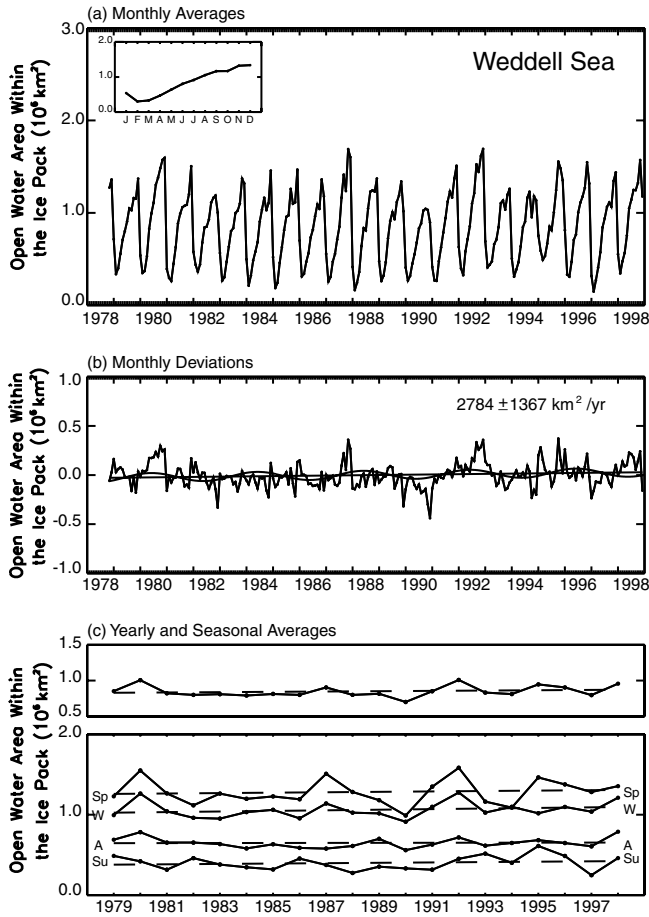 (a) Monthly Averages
3.0
2.0
1.0
0.0
Open Water Area Within
the Ice Pack (10⁶ km²)
2.0
1.0
0.0
J F M A M J J A S O N D
Weddell Sea
1978 1980 1982 1984 1986 1988 1990 1992 1994 1996 1998
(b) Monthly Deviations
1.0
0.5
0.0
-0.5
-1.0
Open Water Area Within
the Ice Pack (10⁶ km²)
2784 ±1367 km² /yr
1978 1980 1982 1984 1986 1988 1990 1992 1994 1996 1998
(c) Yearly and Seasonal Averages
1.5
1.0
0.5
Open Water Area Within
the Ice Pack (10⁶ km²)
2.0
1.0
0.0
Sp Sp
W W
A A
Su Su
1979 1981 1983 1985 1987 1989 1991 1993 1995 1997